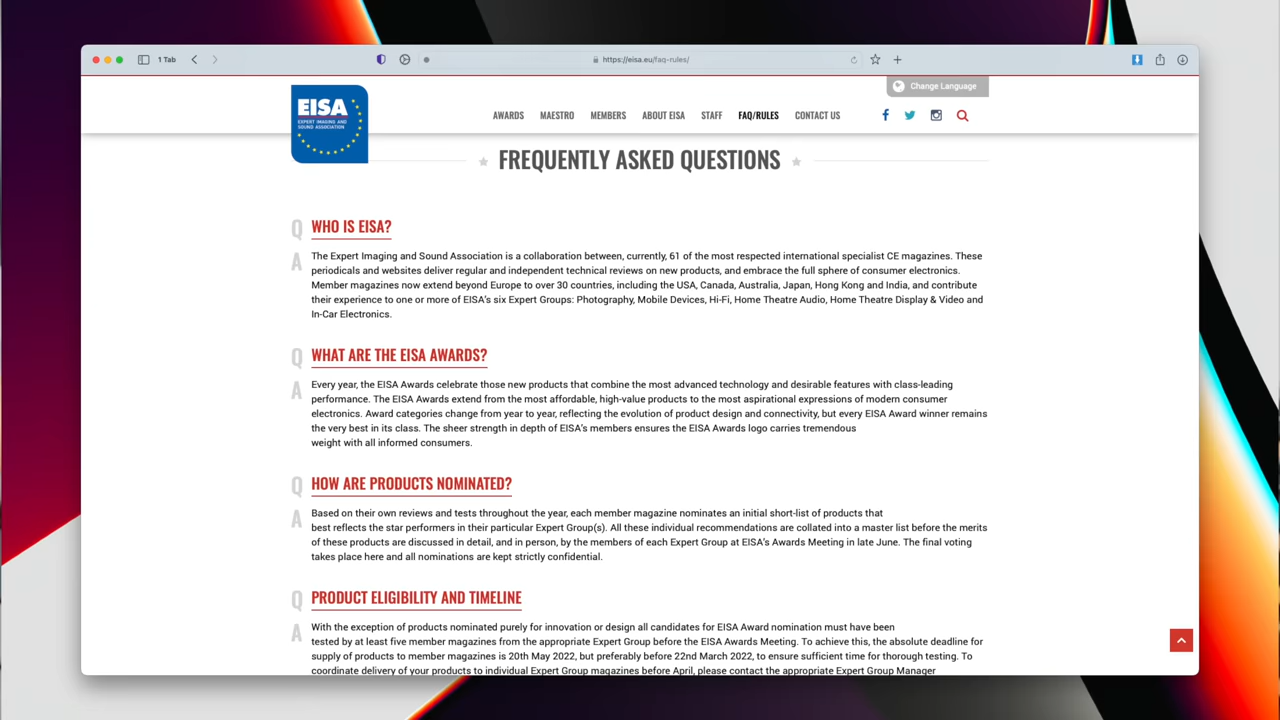 1 Tab
https://eisa.eu/faq-rules/
Change Language
EISA
EXPERT IMAGING AND
SOUND ASSOCIATION
AWARDS MAESTRO MEMBERS ABOUT EISA STAFF FAQ/RULES CONTACT US
FREQUENTLY ASKED QUESTIONS
Q WHO IS EISA?
A The Expert Imaging and Sound Association is a collaboration between, currently, 61 of the most respected international specialist CE magazines. These
periodicals and websites deliver regular and independent technical reviews on new products, and embrace the full sphere of consumer electronics.
Member magazines now extend beyond Europe to over 30 countries, including the USA, Canada, Australia, Japan, Hong Kong and India, and contribute
their experience to one or more of EISA's six Expert Groups: Photography, Mobile Devices, Hi-Fi, Home Theatre Audio, Home Theatre Display & Video and
In-Car Electronics.
Q WHAT ARE THE EISA AWARDS?
A Every year, the EISA Awards celebrate those new products that combine the most advanced technology and desirable features with class-leading
performance. The EISA Awards extend from the most affordable, high-value products to the most aspirational expressions of modern consumer
electronics. Award categories change from year to year, reflecting the evolution of product design and connectivity, but every EISA Award winner remains
the very best in its class. The sheer strength in depth of EISA's members ensures the EISA Awards logo carries tremendous
weight with all informed consumers.
Q HOW ARE PRODUCTS NOMINATED?
A Based on their own reviews and tests throughout the year, each member magazine nominates an initial short-list of products that
best reflects the star performers in their particular Expert Group(s). All these individual recommendations are collated into a master list before the merits
of these products are discussed in detail, and in person, by the members of each Expert Group at EISA's Awards Meeting in late June. The final voting
takes place here and all nominations are kept strictly confidential.
Q PRODUCT ELIGIBILITY AND TIMELINE
A With the exception of products nominated purely for innovation or design all candidates for EISA Award nomination must have been
tested by at least five member magazines from the appropriate Expert Group before the EISA Awards Meeting. To achieve this, the absolute deadline for
supply of products to member magazines is 20th May 2022, but preferably before 22nd March 2022, to ensure sufficient time for thorough testing. To
coordinate delivery of your products to individual Expert Group magazines before April, please contact the appropriate Expert Group Manager